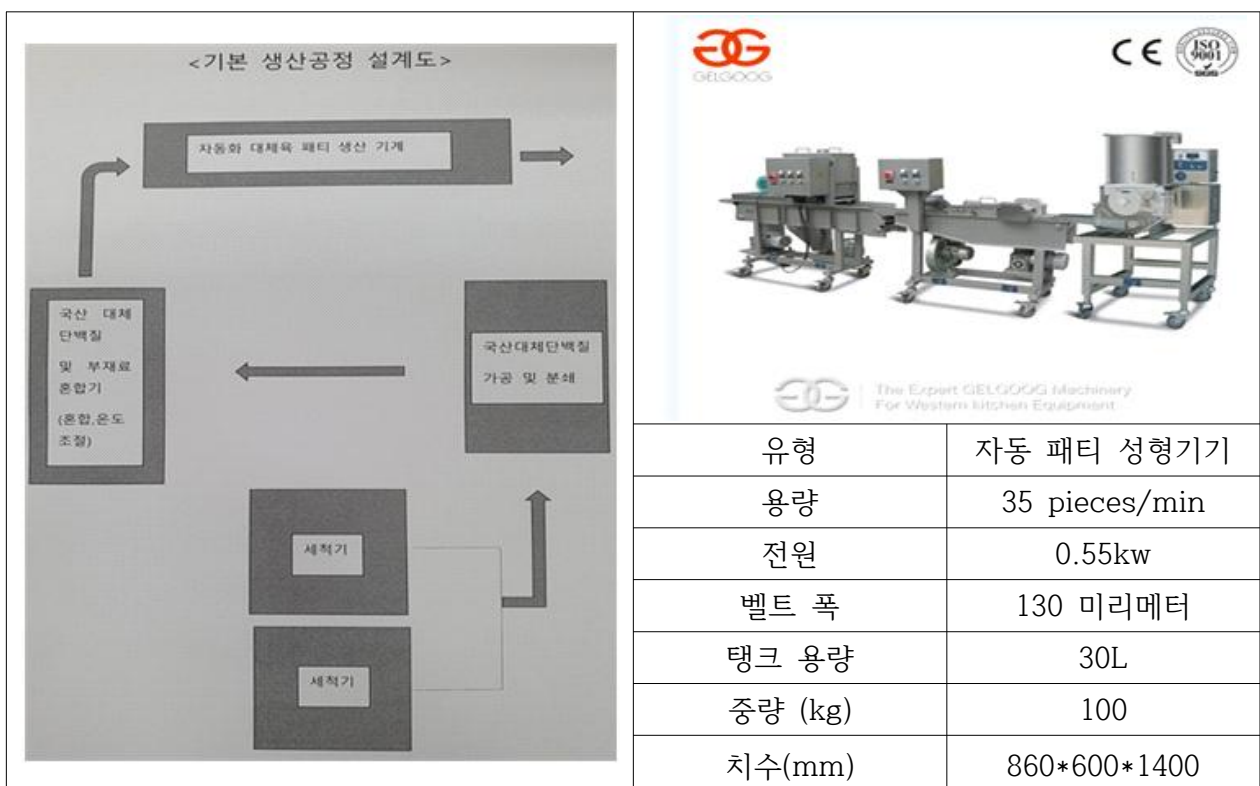 <기본 생산공정 설계도>
자동화 대체육 패티 생산 기계
국산 대체
단백질
및 부재료
혼합기
(혼합,온도
조절)
국산대체단백질
가공 및 분쇄
세척기
세척기
GELGOOG
CE ISO
9001
SGS
The Expert GELGOOG Machinery
For Western kitchen Equipment
유형 자동 패티 성형기기
용량 35 pieces/min
전원 0.55kw
벨트 폭 130 미리메터
탱크 용량 30L
중량 (kg) 100
치수(mm) 860*600*1400